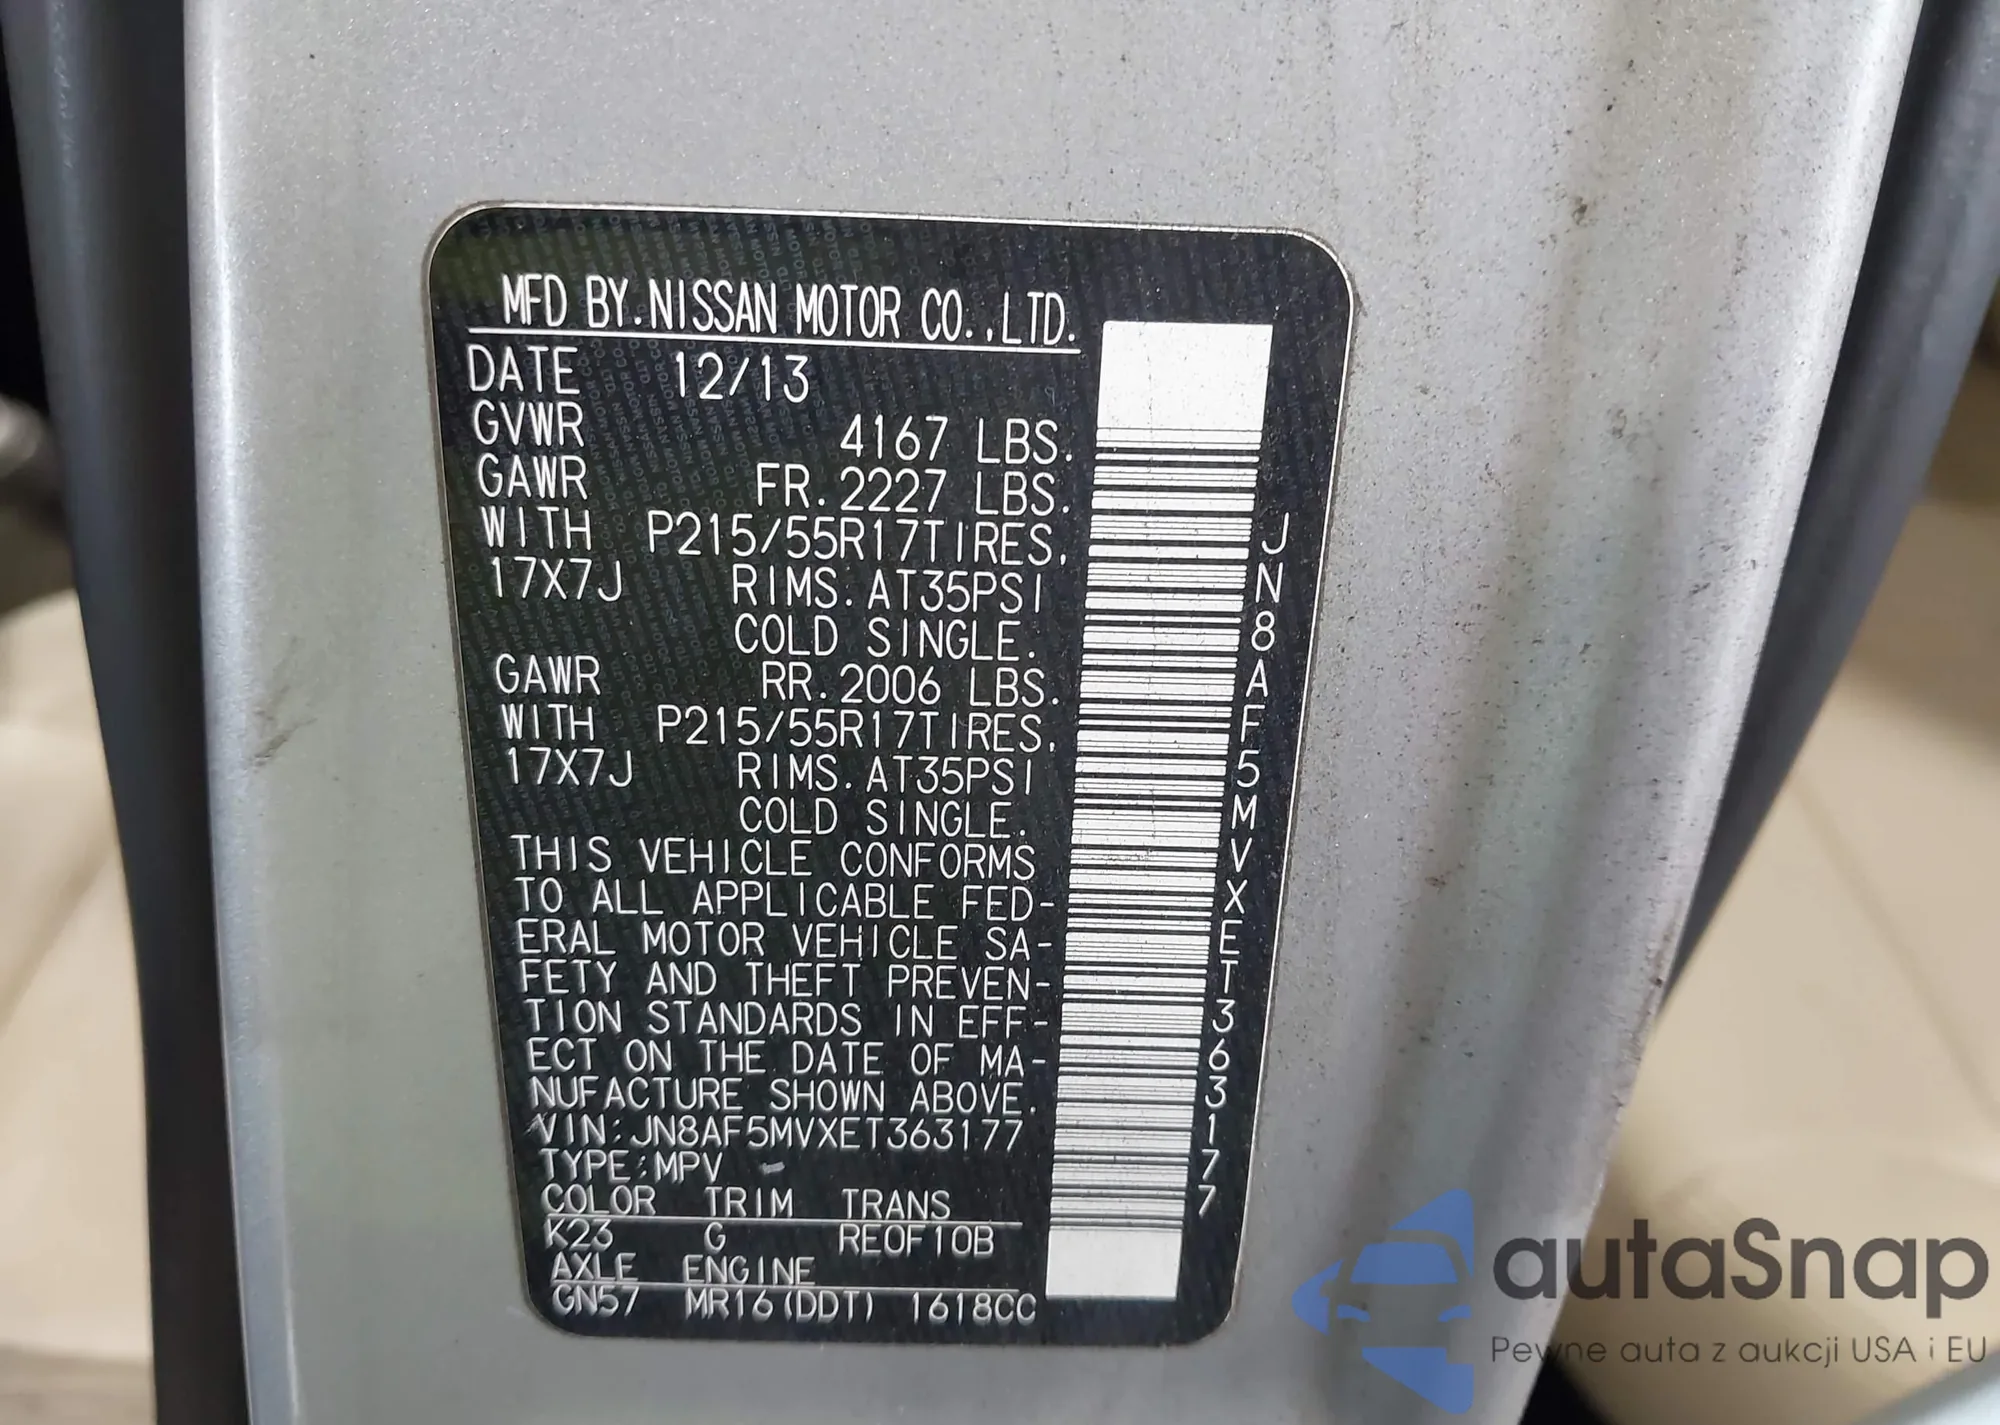 MFD BY. NISSAN MOTOR CO., LTD.
DATE 12/13
GVWR 4167 LBS.
GAWR FR. 2227 LBS.
WITH P215/55R17TIRES,
17X7J RIMS. AT35PSI
COLD SINGLE.
GAWR RR. 2006 LBS.
WITH P215/55R17TIRES,
17X7J RIMS. AT35PSI
COLD SINGLE.
THIS VEHICLE CONFORMS
TO ALL APPLICABLE FED-
ERAL MOTOR VEHICLE SA-
FETY AND THEFT PREVEN-
TION STANDARDS IN EFF-
ECT ON THE DATE OF MA-
NUFACTURE SHOWN ABOVE.
VIN:JN8AF5MVXET363177
TYPE:MPV
COLOR TRIM TRANS
K23 G RE0F10B
AXLE ENGINE
GN57 MR16(DDT) 1618CC
JN8AF5MVXET363177
autaSnap
Pewne auta z aukcji USA i EU